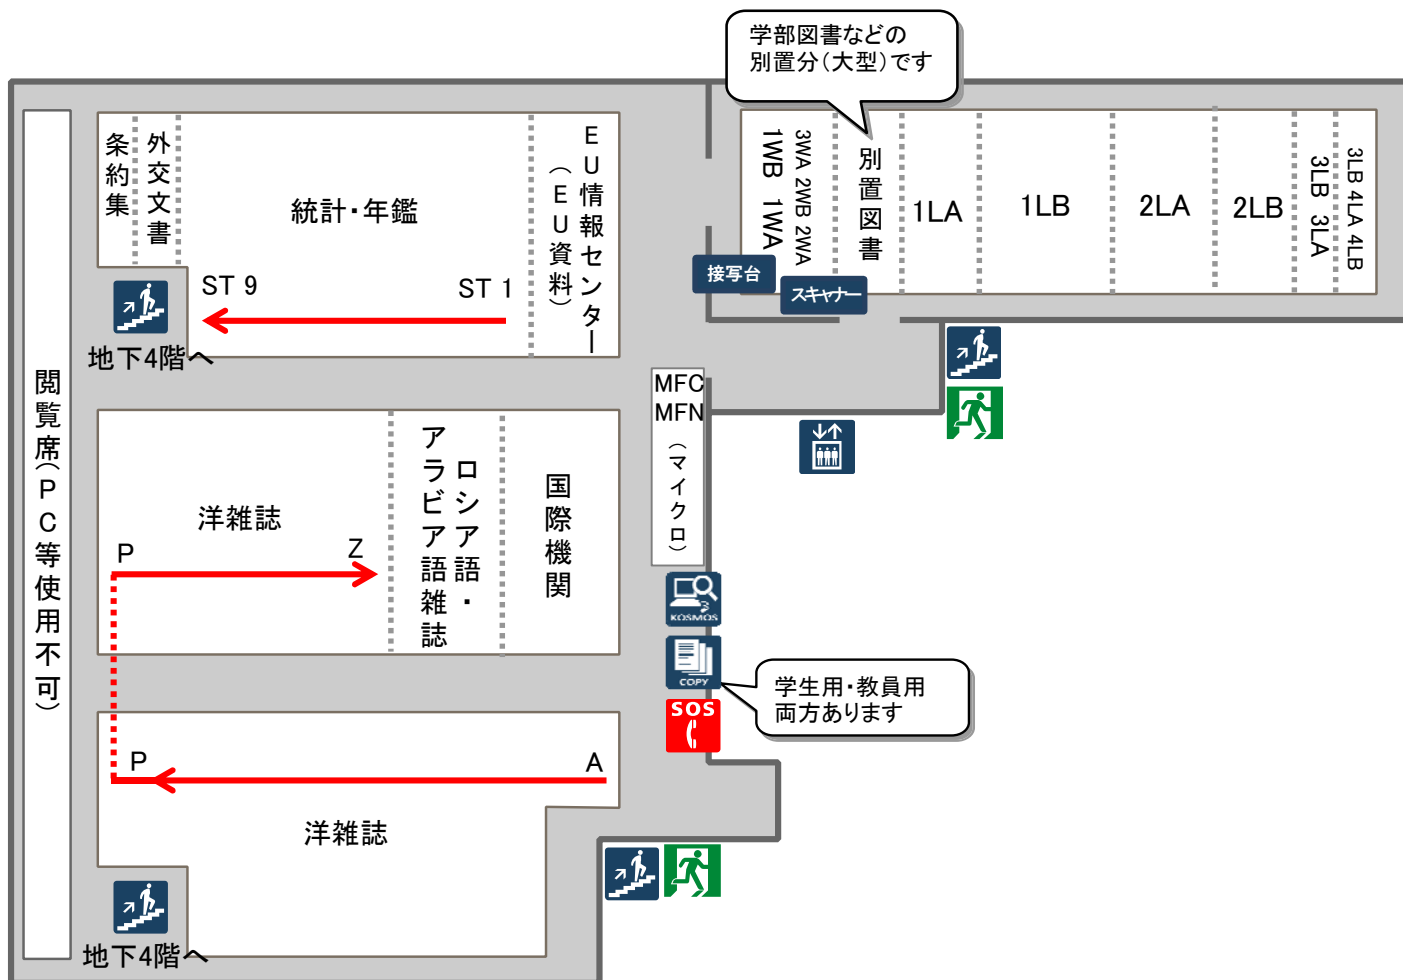 学部図書などの
別置分(大型)です
条約集
外交文書
統計・年鑑
ST 9
ST 1
EU情報センター
(EU資料)
1WB 1WA
3WA 2WB 2WA
別置図書
1LA
1LB
2LA
2LB
3LB 3LA
3LB 4LA 4LB
接写台
スキャナー
地下4階へ
閲覧席(PC等使用不可)
洋雑誌
P
Z
ロシア語・
アラビア語雑誌
国際機関
MFC
MFN
(マイクロ)
KOSMOS
COPY
学生用・教員用
両方あります
SOS
P
A
洋雑誌
地下4階へ